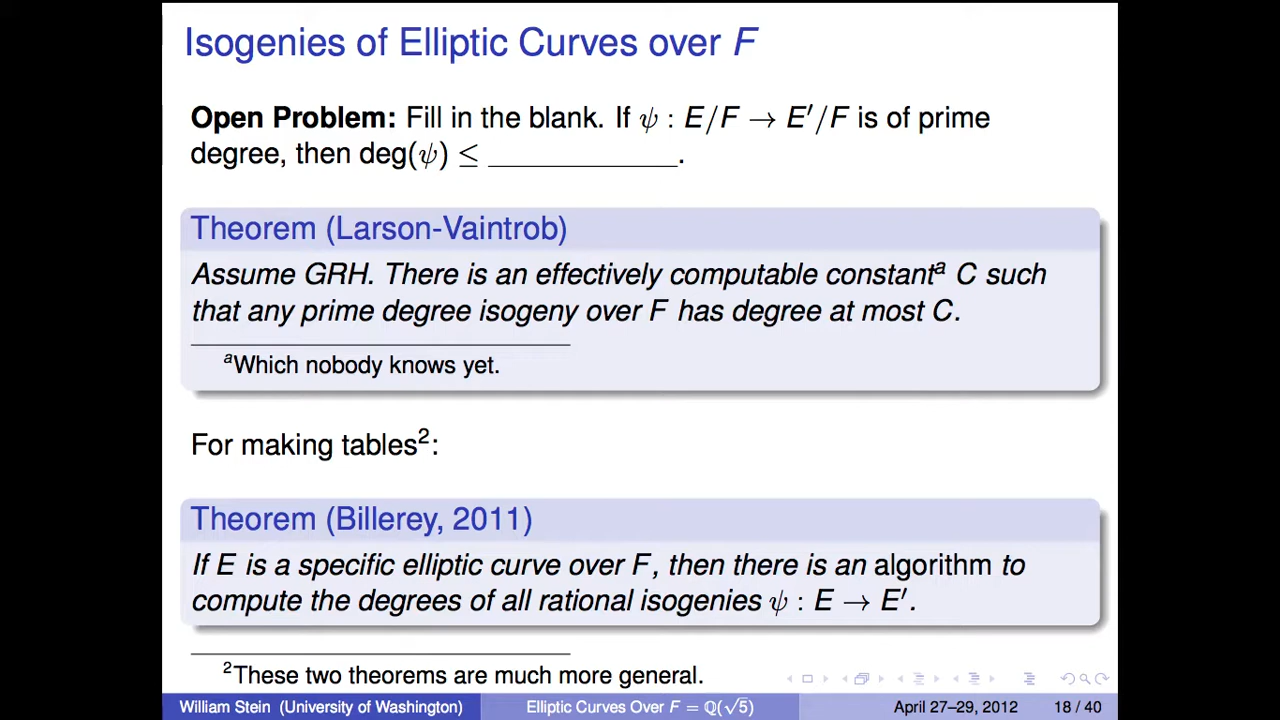 Isogenies of Elliptic Curves over F
Open Problem: Fill in the blank. If ψ : E/F → E′/F is of prime
degree, then deg(ψ) ≤ ____________.
Theorem (Larson-Vaintrob)
Assume GRH. There is an effectively computable constantᵃ C such
that any prime degree isogeny over F has degree at most C.
ᵃWhich nobody knows yet.
For making tables²:
Theorem (Billerey, 2011)
If E is a specific elliptic curve over F, then there is an algorithm to
compute the degrees of all rational isogenies ψ : E → E′.
²These two theorems are much more general.
William Stein (University of Washington) Elliptic Curves Over F = ℚ(√5) April 27–29, 2012 18 / 40